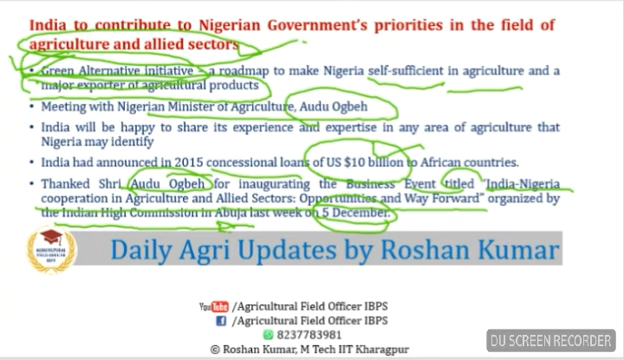 India to contribute to Nigerian Government's priorities in the field of
agriculture and allied sectors
• Green Alternative initiative – a roadmap to make Nigeria self-sufficient in agriculture and a
major exporter of agricultural products
• Meeting with Nigerian Minister of Agriculture, Audu Ogbeh
• India will be happy to share its experience and expertise in any area of agriculture that
Nigeria may identify
• India had announced in 2015 concessional loans of US $10 billion to African countries.
• Thanked Shri. Audu Ogbeh for inaugurating the Business Event titled "India-Nigeria
cooperation in Agriculture and Allied Sectors: Opportunities and Way Forward" organized by
the Indian High Commission in Abuja last week on 5 December.
AGRICULTURAL
FIELD OFFICER
IBPS
Daily Agri Updates by Roshan Kumar
YouTube /Agricultural Field Officer IBPS
f /Agricultural Field Officer IBPS
8237783981
© Roshan Kumar, M Tech IIT Kharagpur
DU SCREEN RECORDER